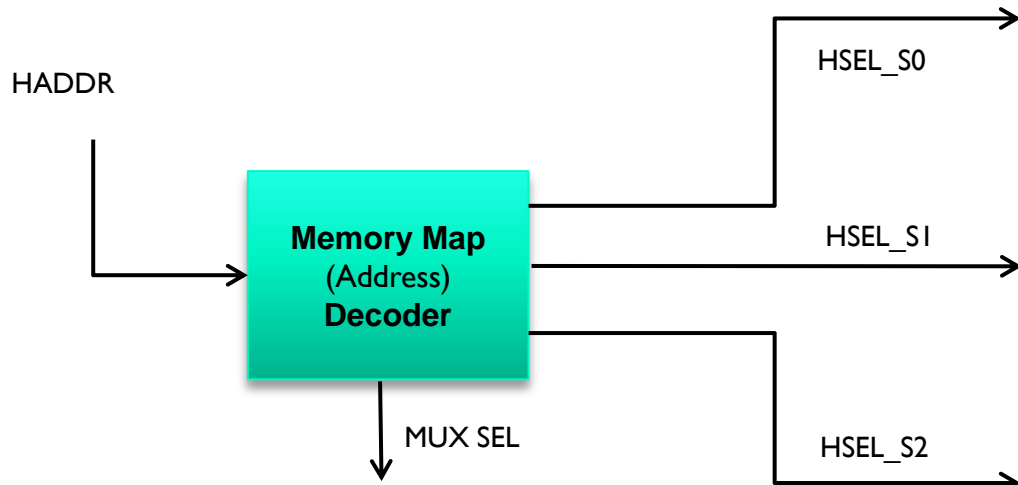 HSEL_S0
HADDR
HSEL_S1
Memory Map
(Address)
Decoder
MUX SEL
HSEL_S2